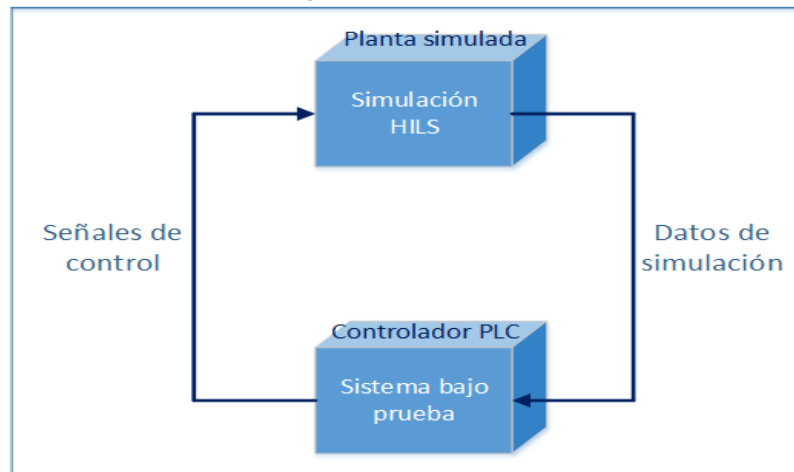 Planta simulada
Simulación
HILS
Señales de
control
Datos de
simulación
Controlador PLC
Sistema bajo
prueba